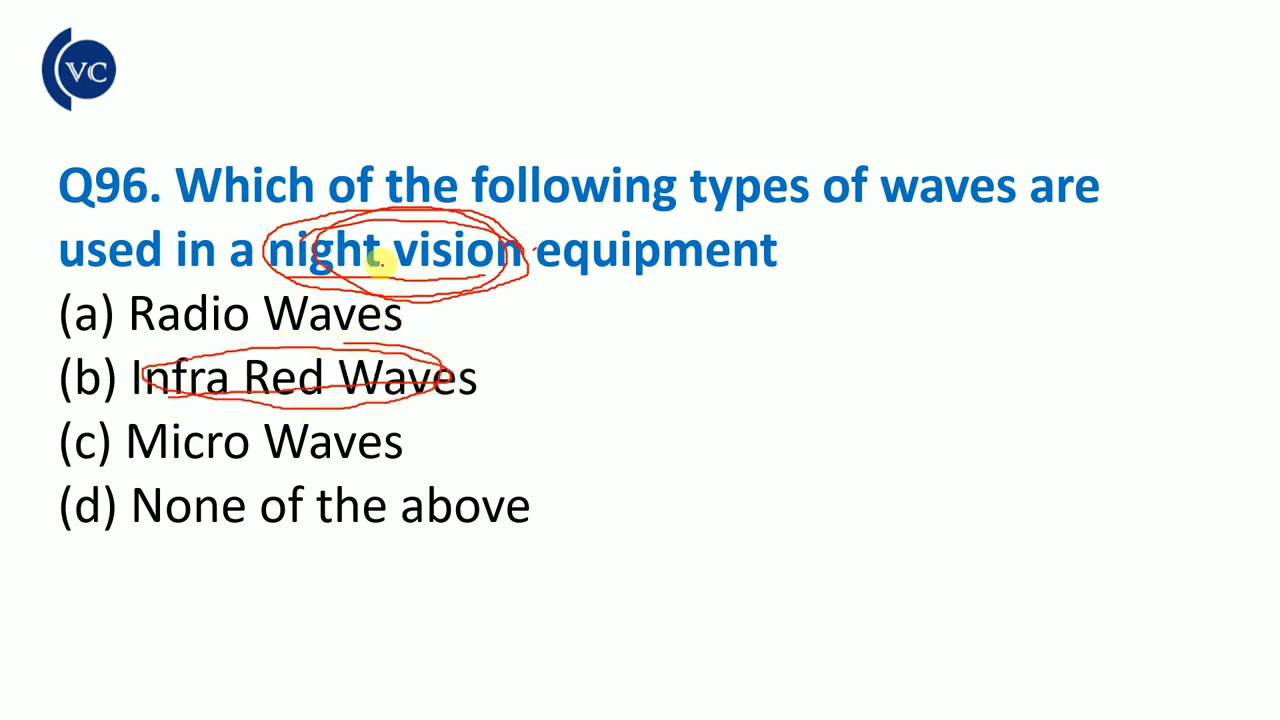 VC
Q96. Which of the following types of waves are
used in a night vision equipment
(a) Radio Waves
(b) Infra Red Waves
(c) Micro Waves
(d) None of the above